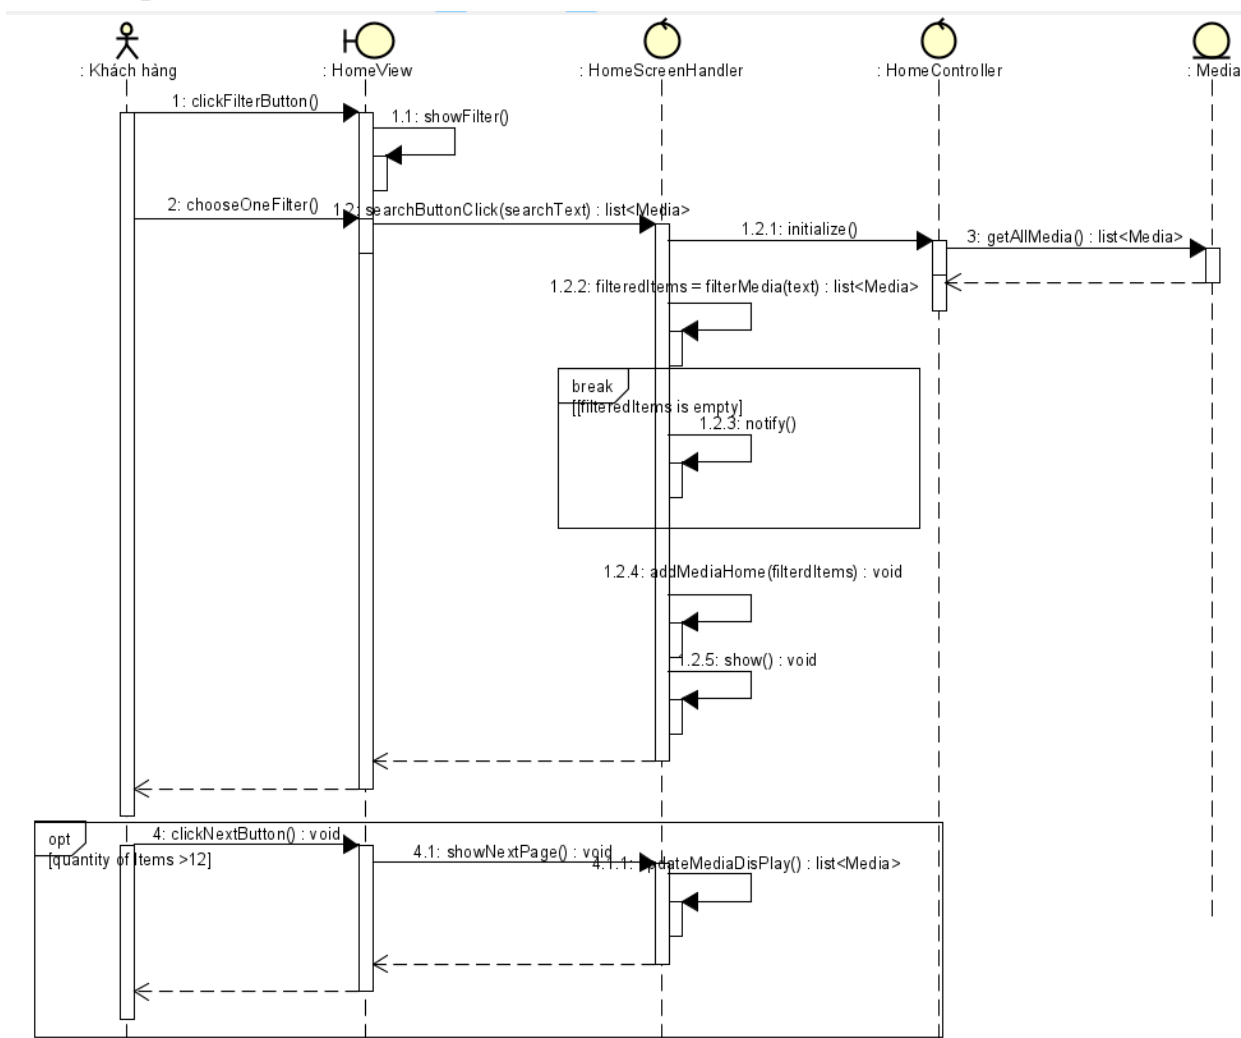 : Khách hàng
: HomeView
: HomeScreenHandler
: HomeController
: Media
1: clickFilterButton()
1.1: showFilter()
2: chooseOneFilter()
1.2: searchButtonClick(searchText) : list<Media>
1.2.1: initialize()
3: getAllMedia() : list<Media>
1.2.2: filteredItems = filterMedia(text) : list<Media>
break
[[filteredItems is empty]
1.2.3: notify()
1.2.4: addMediaHome(filterdItems) : void
1.2.5: show() : void
opt
[quantity of Items >12]
4: clickNextButton() : void
4.1: showNextPage() : void
4.1.1: updateMediaDisPlay() : list<Media>